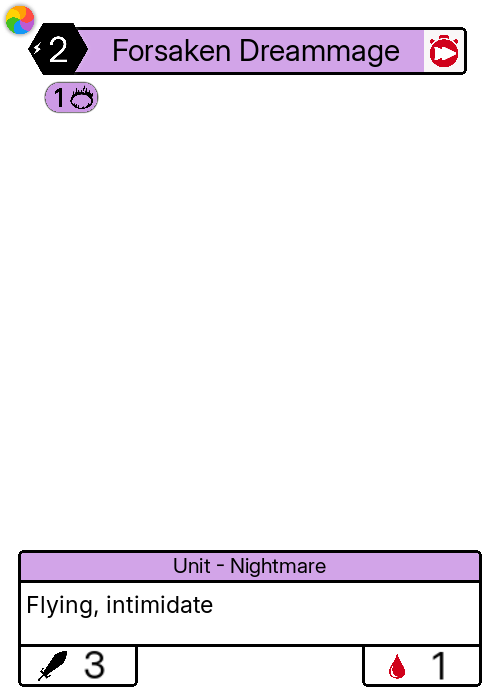 2 Forsaken Dreammage
1
Unit - Nightmare
Flying, intimidate
3 1